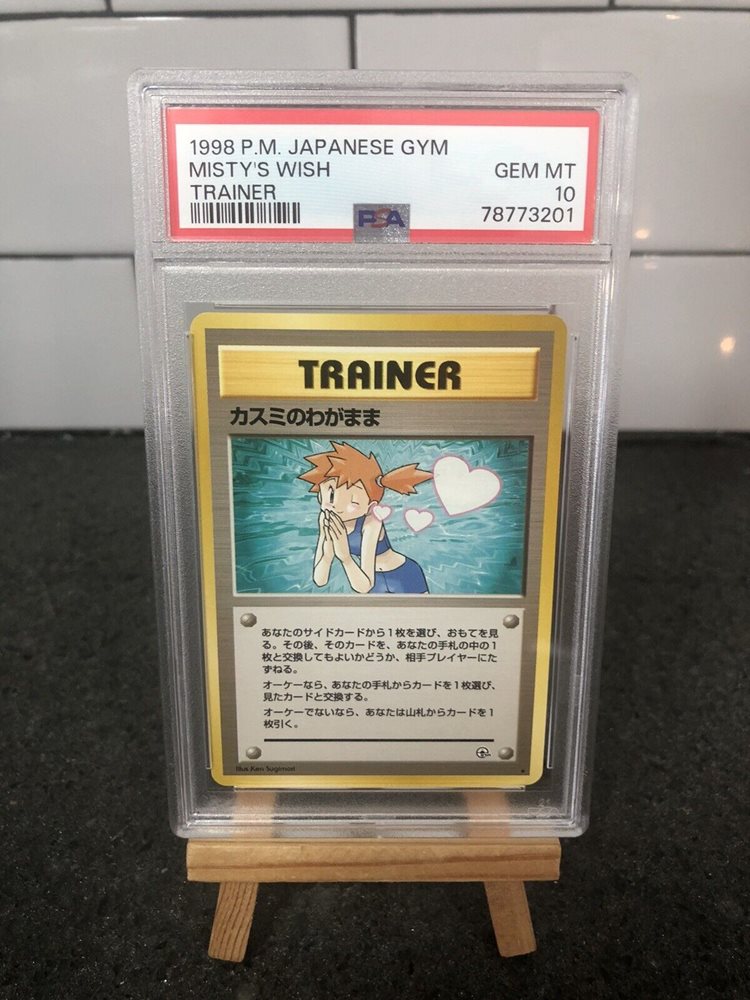 1998 P.M. JAPANESE GYM
MISTY'S WISH GEM MT
TRAINER 10
PSA 78773201
TRAINER
カスミのわがまま
あなたのサイドカードから1枚を選び、おもてを見
る。その後、そのカードを、あなたの手札の中の1
枚と交換してもよいかどうか、相手プレイヤーにた
ずねる。
オーケーなら、あなたの手札からカードを1枚選び、
見たカードと交換する。
オーケーでないなら、あなたは山札からカードを1
枚引く。
Illus. Ken Sugimori